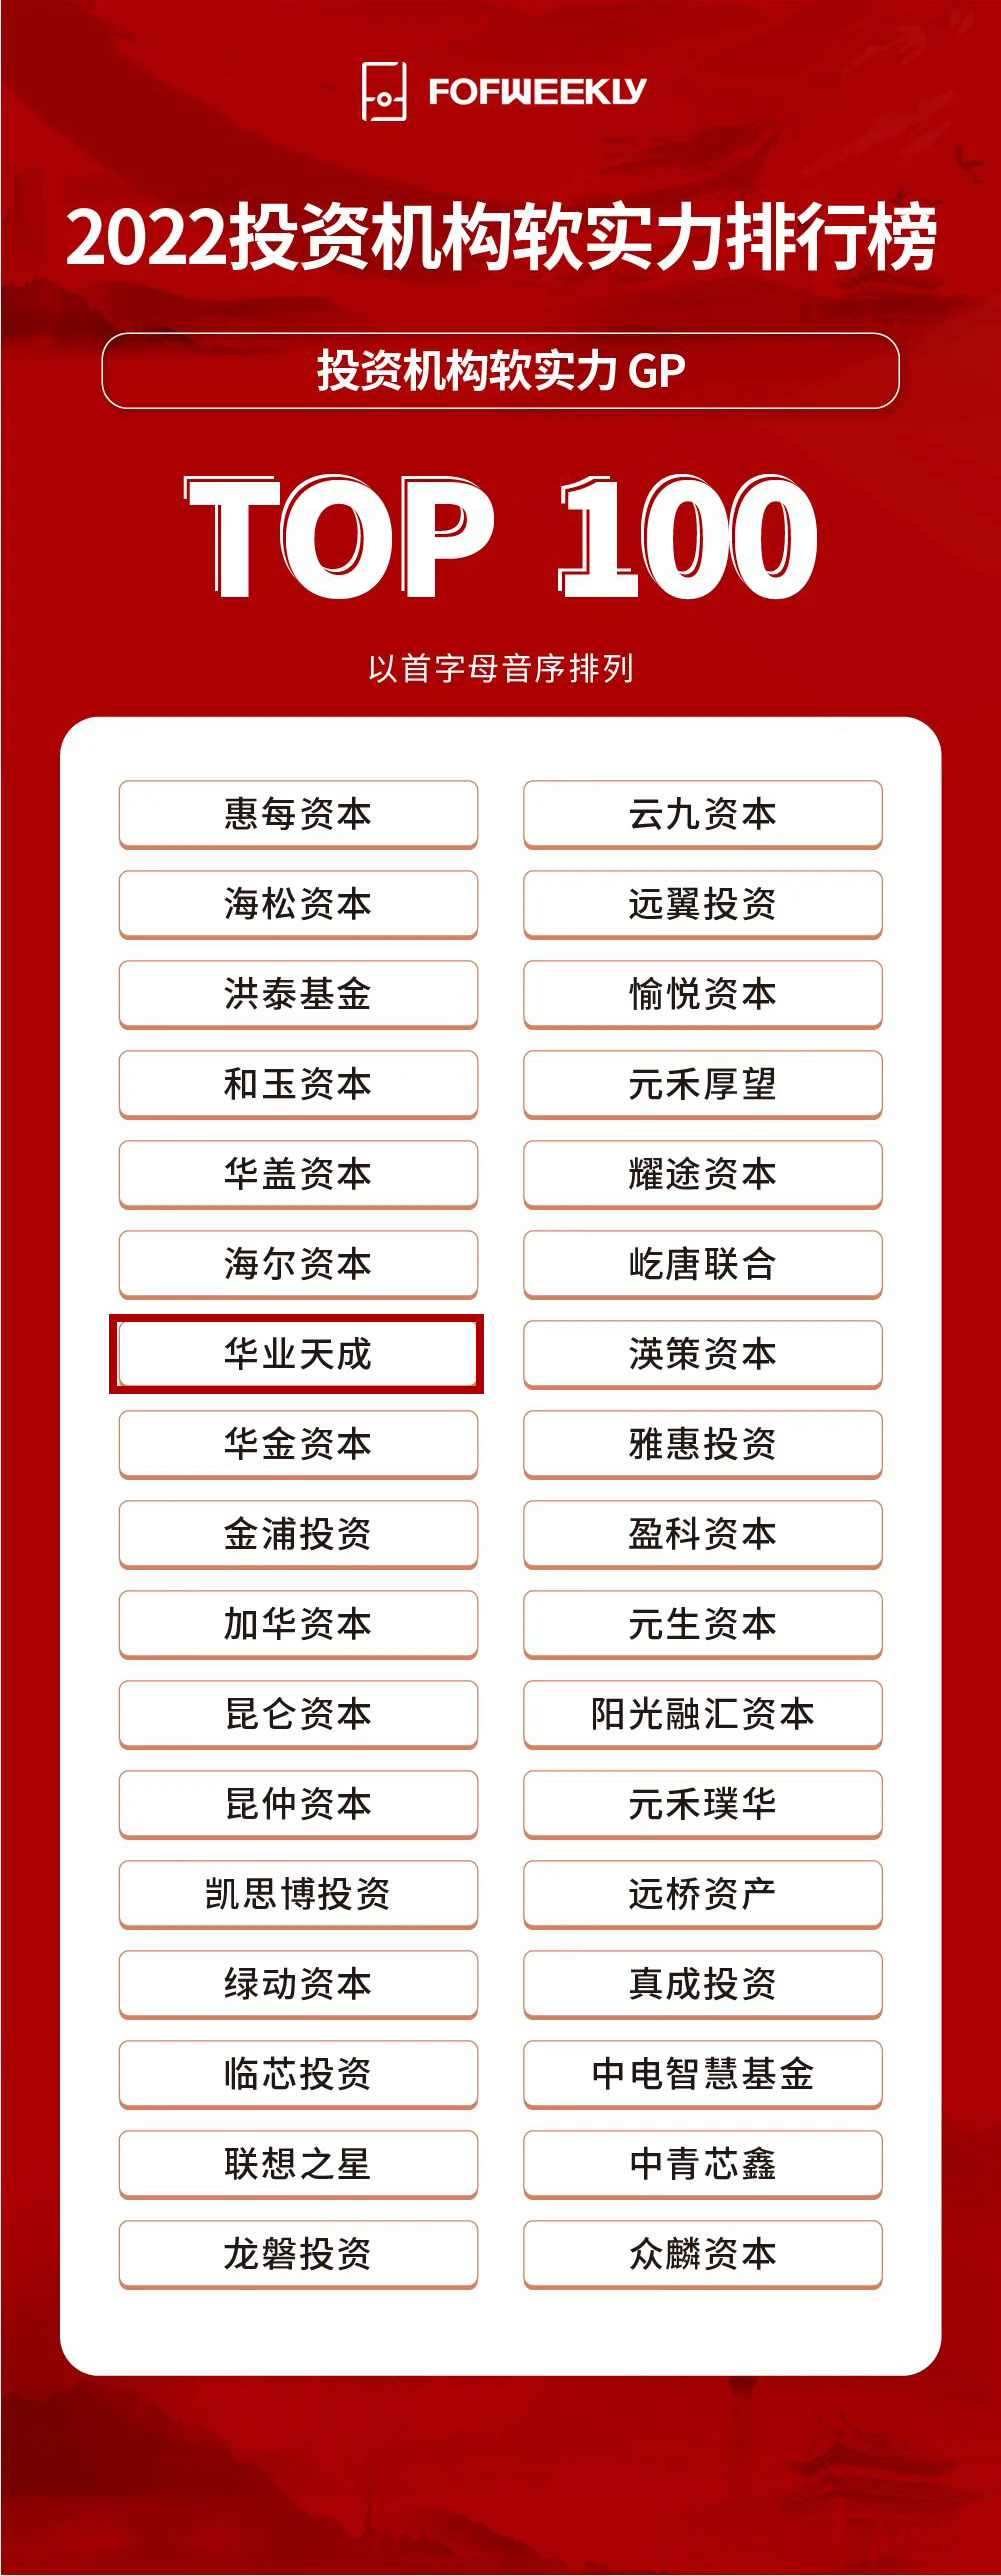 FOFWEEKLY
2022投资机构软实力排行榜
投资机构软实力 GP
TOP 100
以首字母音序排列
惠每资本 云九资本
海松资本 远翼投资
洪泰基金 愉悦资本
和玉资本 元禾厚望
华盖资本 耀途资本
海尔资本 屹唐联合
华业天成 渶策资本
华金资本 雅惠投资
金浦投资 盈科资本
加华资本 元生资本
昆仑资本 阳光融汇资本
昆仲资本 元禾璞华
凯思博投资 远桥资产
绿动资本 真成投资
临芯投资 中电智慧基金
联想之星 中青芯鑫
龙磐投资 众麟资本